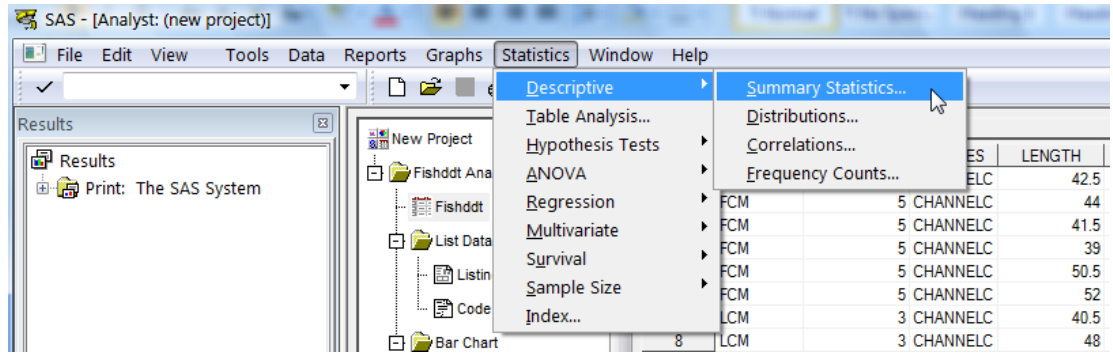 SAS - [Analyst: (new project)]
File Edit View Tools Data Reports Graphs Statistics Window Help
Results
Results
Print: The SAS System
New Project
Fishddt Ana
Fishddt
List Data
Listin
Code
Bar Chart
Descriptive
Table Analysis...
Hypothesis Tests
ANOVA
Regression
Multivariate
Survival
Sample Size
Index...
Summary Statistics...
Distributions...
Correlations...
Frequency Counts...
ES LENGTH
ELC 42.5
FCM 5 CHANNELC 44
FCM 5 CHANNELC 41.5
FCM 5 CHANNELC 39
FCM 5 CHANNELC 50.5
FCM 5 CHANNELC 52
LCM 3 CHANNELC 40.5
8 LCM 3 CHANNELC 48